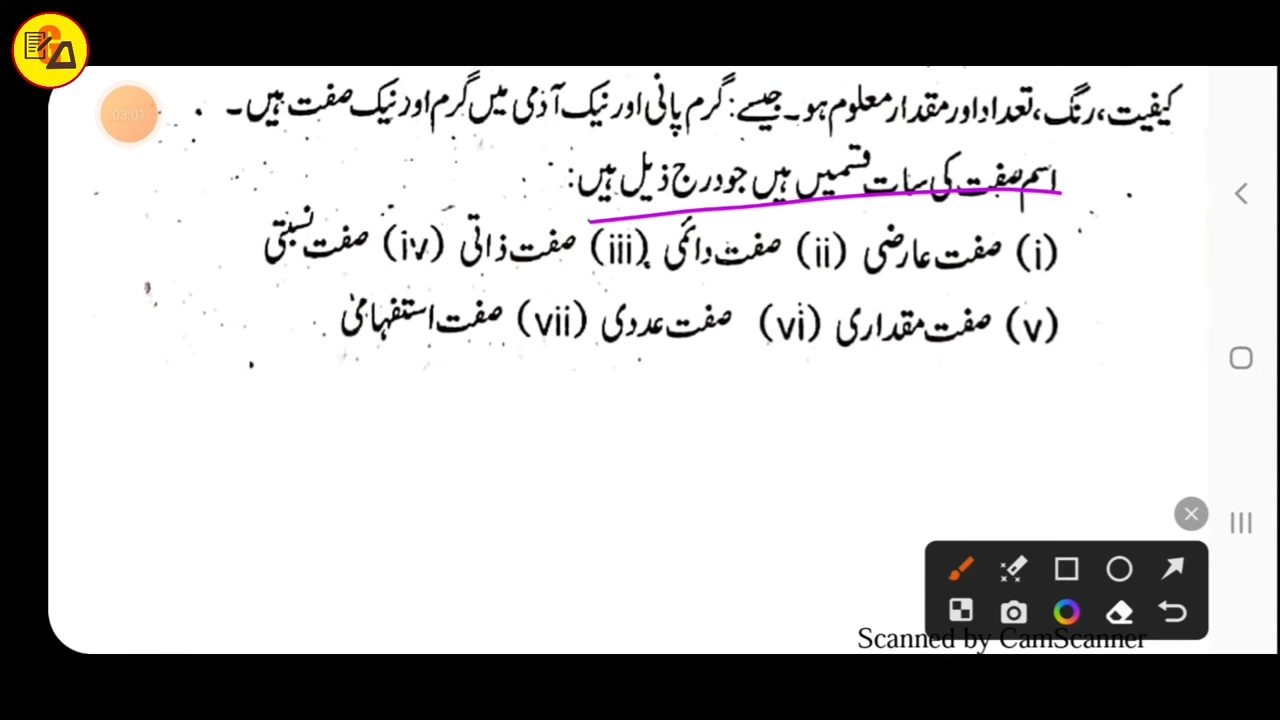 03:01
کیفیت، رنگ، تعداد اور مقدار معلوم ہو۔ جیسے: گرم پانی اور نیک آدمی میں گرم اور نیک صفت ہیں۔
اسم صفت کی سات قسمیں ہیں جو درج ذیل ہیں:
(i) صفت عارضی (ii) صفت دائمی (iii) صفت ذاتی (iv) صفت نسبتی
(v) صفت مقداری (vi) صفت عددی (vii) صفت استفہامی
Scanned by CamScanner